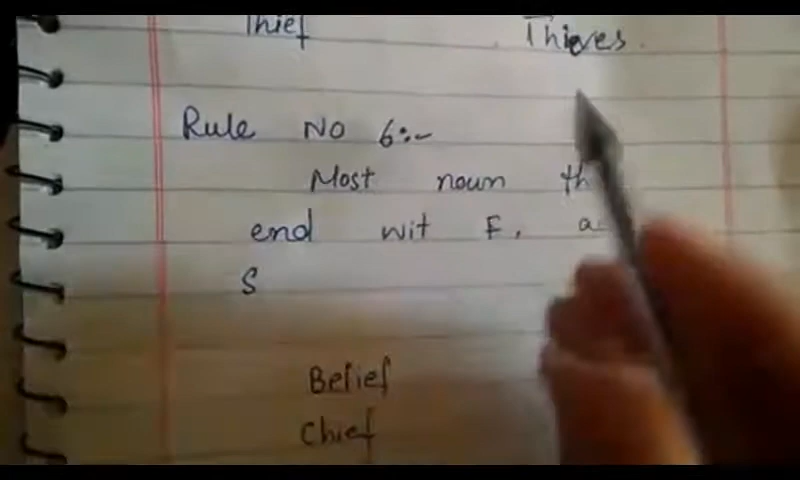 Thief Thieves.
Rule No 6:-
Most noun
end wit F,
S
Belief
Chief